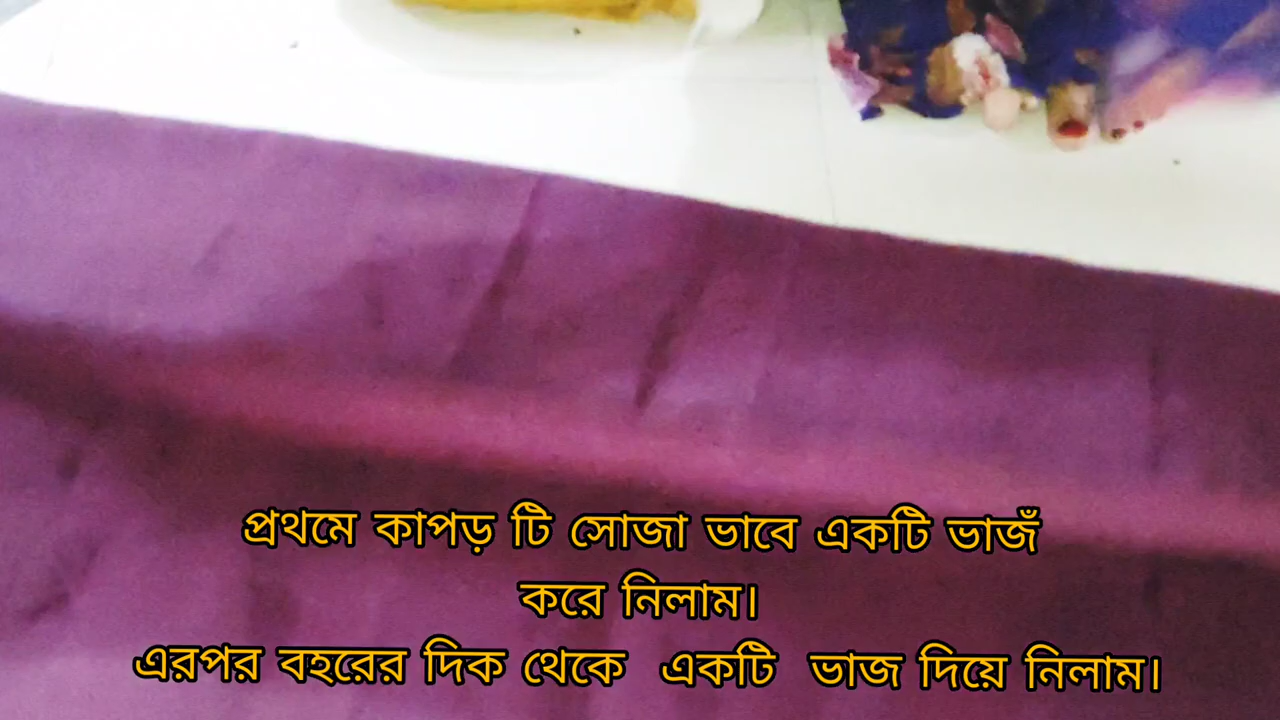 প্রথমে কাপড় টি সোজা ভাবে একটি ভাজঁ
করে নিলাম।
এরপর বহরের দিক থেকে একটি ভাজ দিয়ে নিলাম।